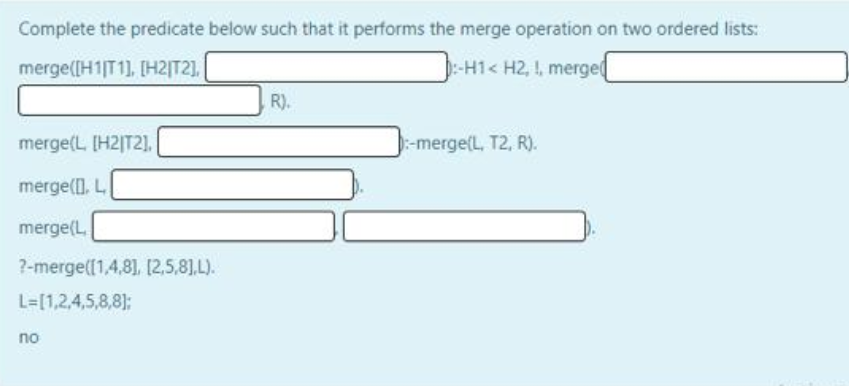 Complete the predicate below such that it performs the merge operation on two ordered lists:
merge([H1|T1], [H2|T2], ):-H1< H2, !, merge(
, R).
merge(L, [H2|T2], ):-merge(L, T2, R).
merge([], L, ).
merge(L, , ).
?-merge([1,4,8], [2,5,8],L).
L=[1,2,4,5,8,8];
no